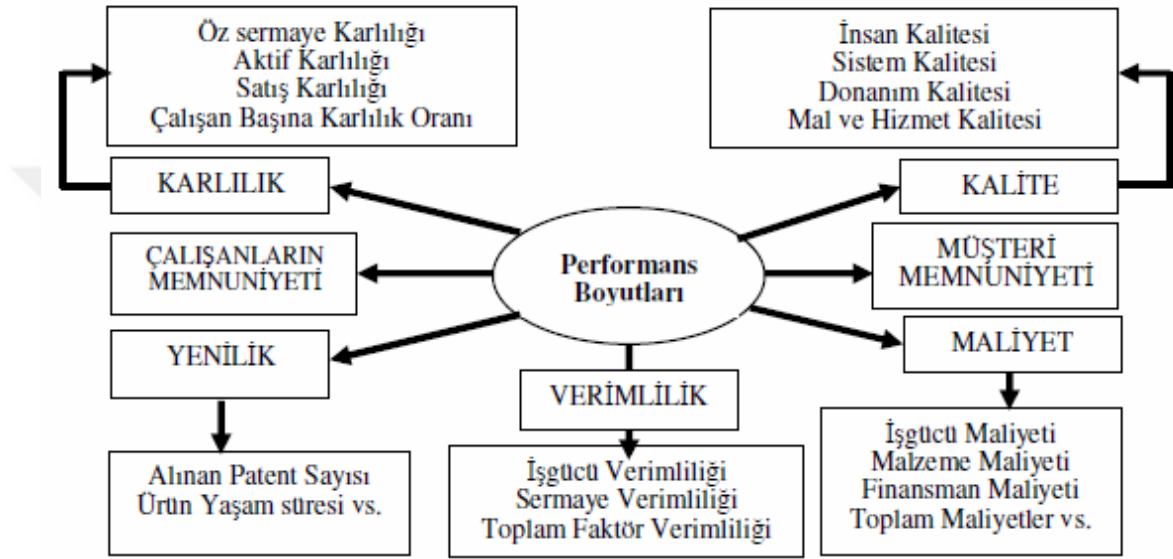 Öz sermaye Karlılığı
Aktif Karlılığı
Satış Karlılığı
Çalışan Başına Karlılık Oranı
İnsan Kalitesi
Sistem Kalitesi
Donanım Kalitesi
Mal ve Hizmet Kalitesi
KARLILIK
KALİTE
ÇALIŞANLARIN
MEMNUNİYETİ
Performans
Boyutları
MÜŞTERİ
MEMNUNİYETİ
YENİLİK
VERİMLİLİK
MALİYET
Alınan Patent Sayısı
Ürün Yaşam süresi vs.
İşgücü Verimliliği
Sermaye Verimliliği
Toplam Faktör Verimliliği
İşgücü Maliyeti
Malzeme Maliyeti
Finansman Maliyeti
Toplam Maliyetler vs.